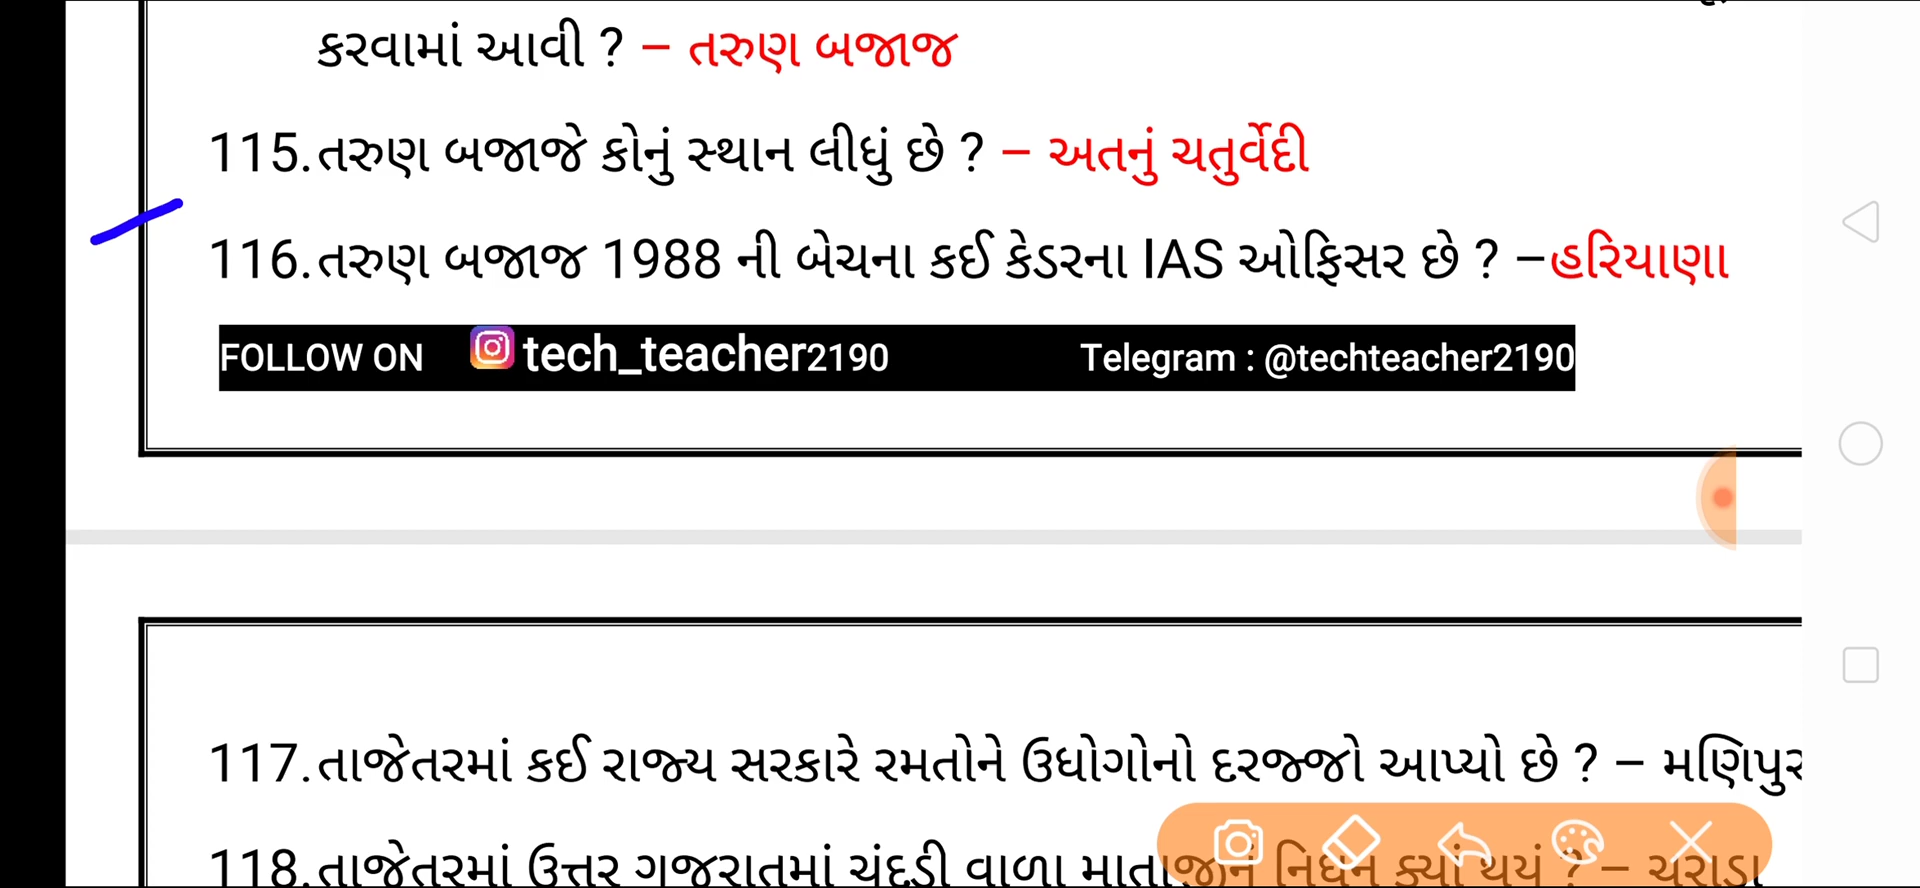 કરવામાં આવી ? – તરુણ બજાજ
115. તરુણ બજાજે કોનું સ્થાન લીધું છે ? – અતનું ચતુર્વેદી
116. તરુણ બજાજ 1988 ની બેચના કઈ કેડરના IAS ઓફિસર છે ? –હરિયાણા
FOLLOW ON tech_teacher2190 Telegram : @techteacher2190
117. તાજેતરમાં કઈ રાજ્ય સરકારે રમતોને ઉધોગોનો દરજ્જો આપ્યો છે ? – મણિપુર
118. તાજેતરમાં ઉત્તર ગુજરાતમાં ચુંદડી વાળા માતાજીનું નિધન ક્યાં થયું ? – ચરાડા